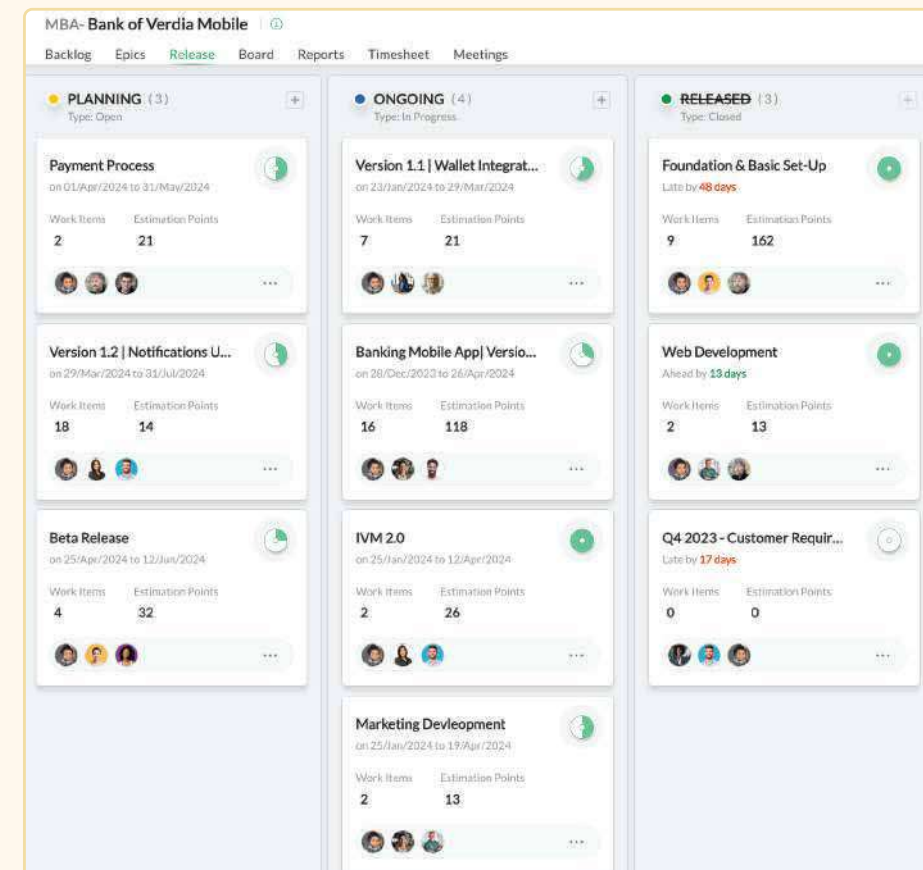 MBA- Bank of Verdia Mobile
Backlog Epics Release Board Reports Timesheet Meetings
PLANNING (3)
Type: Open
Payment Process
on 01/Apr/2024 to 31/May/2024
Work Items Estimation Points
2 21
Version 1.2 | Notifications U...
on 29/Mar/2024 to 31/Jul/2024
Work Items Estimation Points
18 14
Beta Release
on 25/Apr/2024 to 12/Jun/2024
Work Items Estimation Points
4 32
ONGOING (4)
Type: In Progress
Version 1.1 | Wallet Integrat...
on 23/Jan/2024 to 29/Mar/2024
Work Items Estimation Points
7 21
Banking Mobile App| Versio...
on 28/Dec/2023 to 26/Apr/2024
Work Items Estimation Points
16 118
IVM 2.0
on 25/Jan/2024 to 12/Apr/2024
Work Items Estimation Points
2 26
Marketing Devleopment
on 25/Jan/2024 to 19/Apr/2024
Work Items Estimation Points
2 13
RELEASED (3)
Type: Closed
Foundation & Basic Set-Up
Late by 48 days
Work Items Estimation Points
9 162
Web Development
Ahead by 13 days
Work Items Estimation Points
2 13
Q4 2023 - Customer Requir...
Late by 17 days
Work Items Estimation Points
0 0